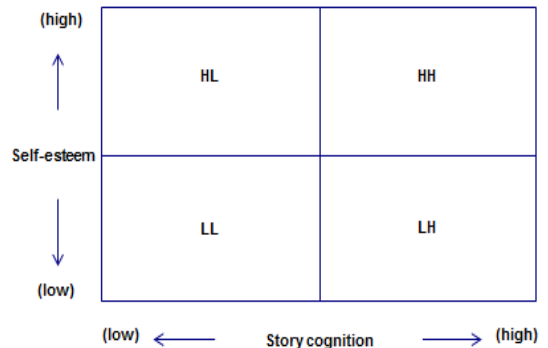 (high)
HL
HH
Self-esteem
LL
LH
(low)
(low)
Story cognition
(high)